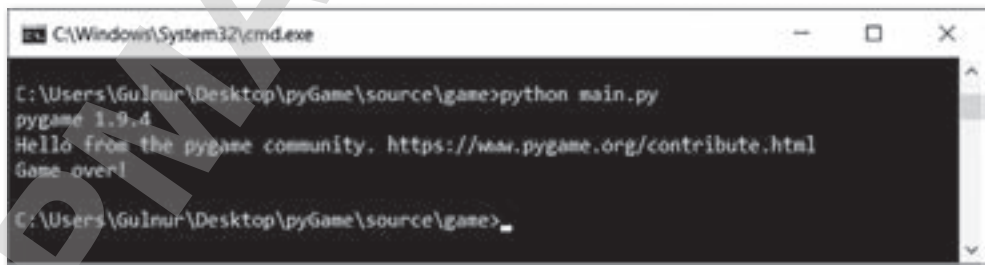 C:\Windows\System32\cmd.exe
C:\Users\Gulnur\Desktop\pyGame\source\game>python main.py
pygame 1.9.4
Hello from the pygame community. https://www.pygame.org/contribute.html
Game over!
C:\Users\Gulnur\Desktop\pyGame\source\game>_